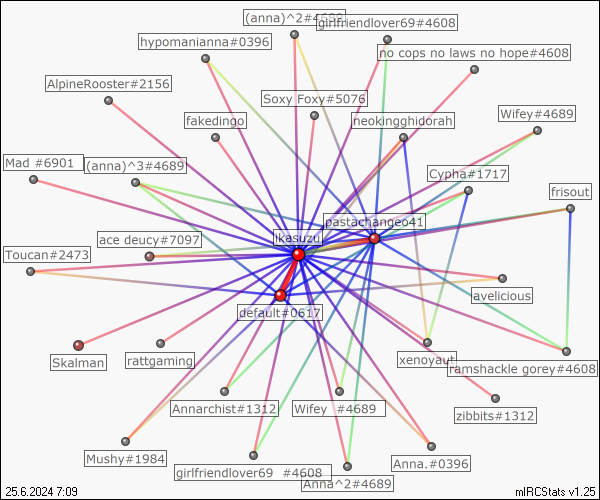 (anna)^2#4689
girlfriendlover69#4608
hypomanianna#0396
no cops no laws no hope#4608
AlpineRooster#2156
Soxy Foxy#5076
fakedingo
neokingghidorah
Wifey#4689
Mad #6901
(anna)^3#4689
Cypha#1717
frisout
pastachangeo41
ikasuzu
ace deucy#7097
Toucan#2473
avelicious
default#0617
Skalman
rattgaming
xenoyaut
ramshackle gorey#4608
Annarchist#1312
Wifey #4689
zibbits#1312
Mushy#1984
girlfriendlover69 #4608
Anna.#0396
Anna^2#4689
25.6.2024 7:09
mIRCStats v1.25